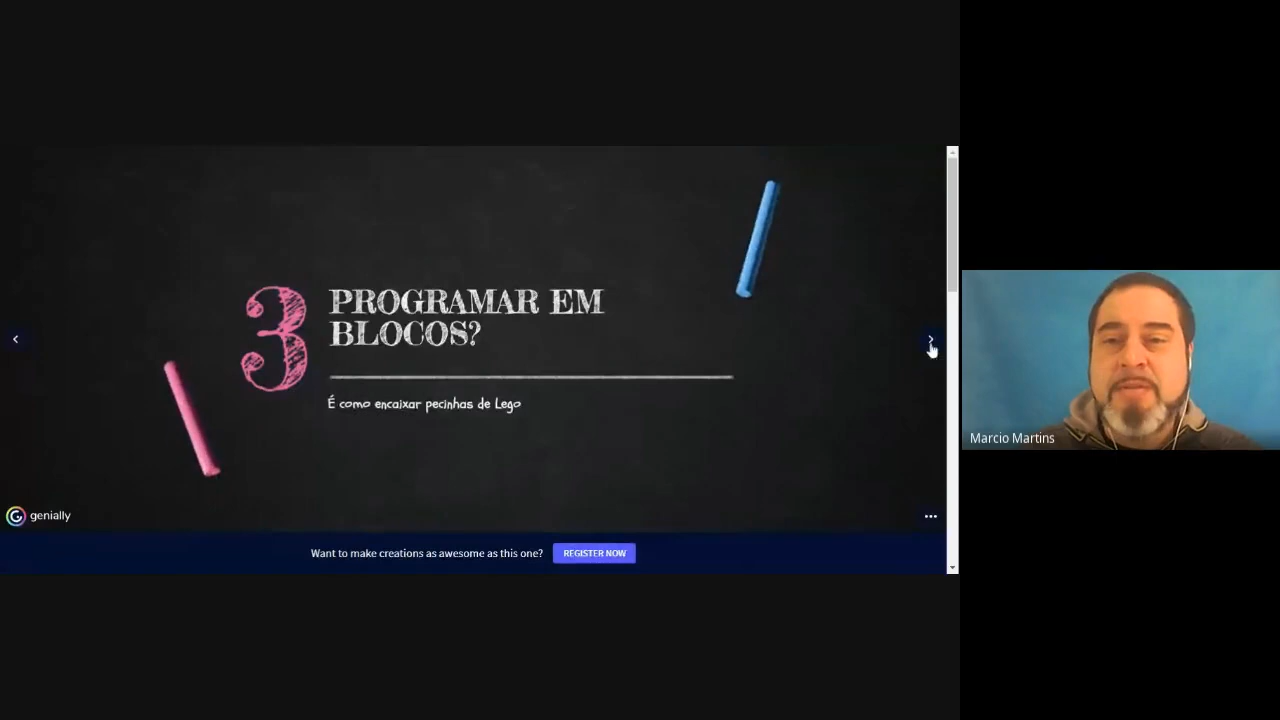 3
PROGRAMAR EM
BLOCOS?
É como encaixar pecinhas de Lego
genially
Want to make creations as awesome as this one?
REGISTER NOW
Marcio Martins